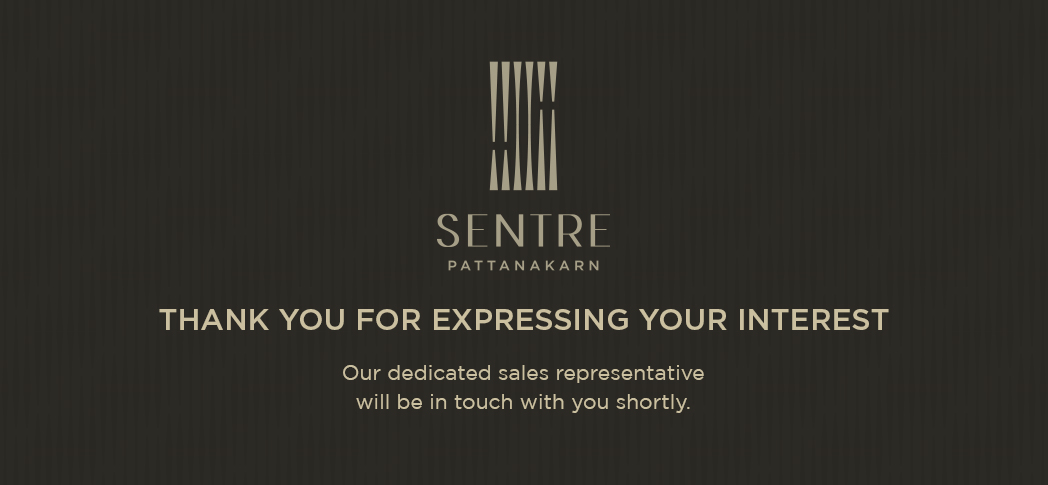 SENTRE
PATTANAKARN
THANK YOU FOR EXPRESSING YOUR INTEREST
Our dedicated sales representative
will be in touch with you shortly.